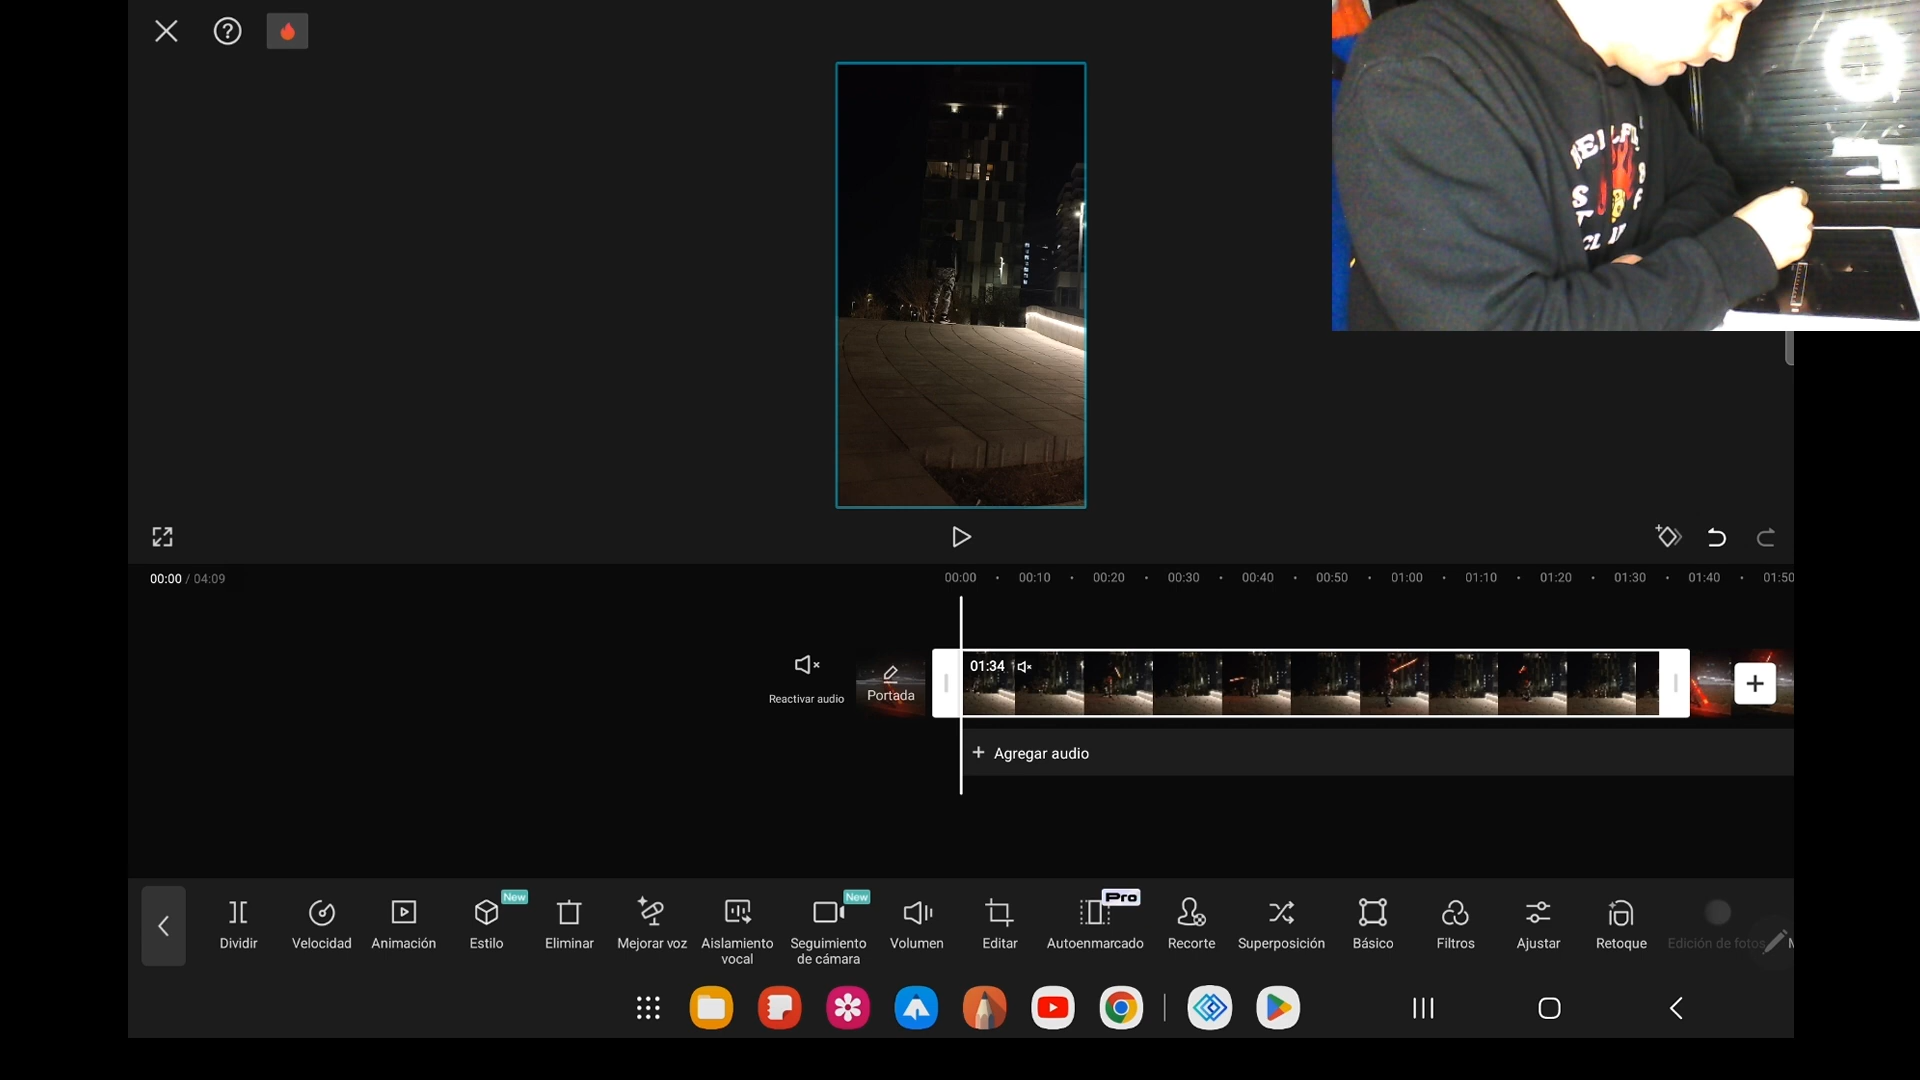 00:00 / 04:09
00:00 00:10 00:20 00:30 00:40 00:50 01:00 01:10 01:20 01:30 01:40 01:50
Reactivar audio
Portada
01:34
+ Agregar audio
Dividir
Velocidad
Animación
New
Estilo
Eliminar
Mejorar voz
Aislamiento
vocal
New
Seguimiento
de cámara
Volumen
Editar
Pro
Autoenmarcado
Recorte
Superposición
Básico
Filtros
Ajustar
Retoque
Edición de fotos